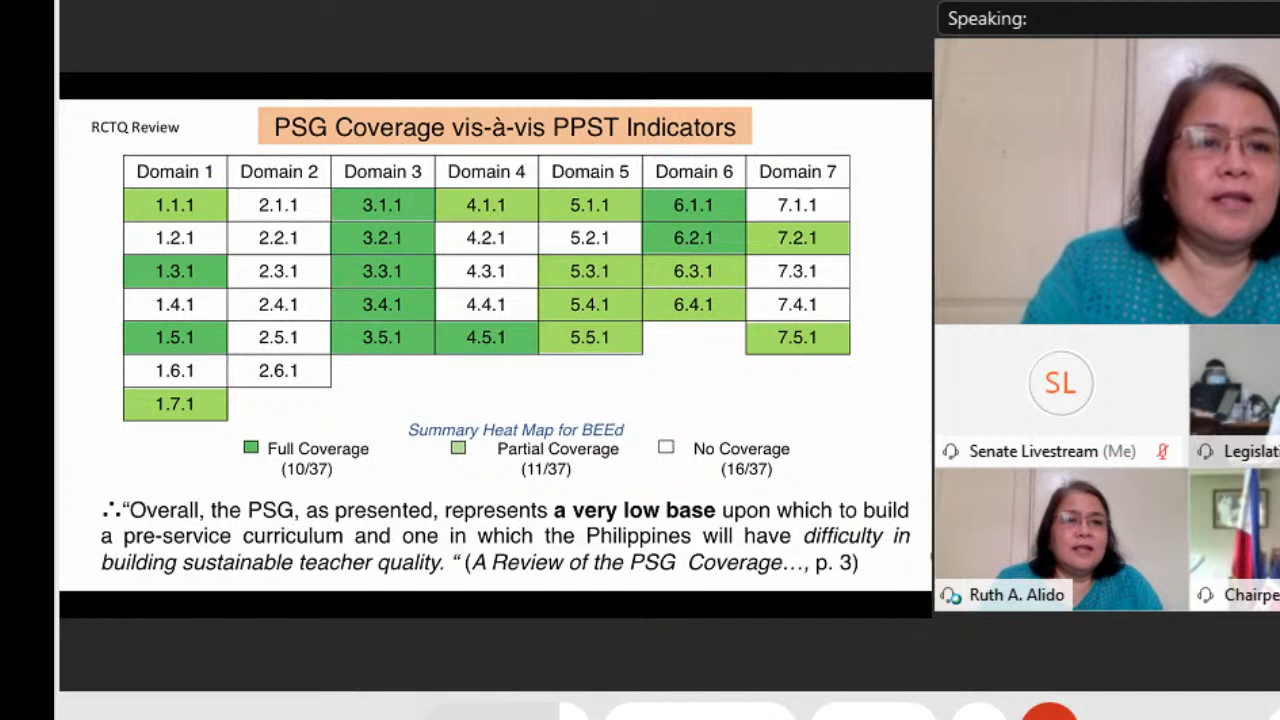 Speaking:
RCTQ Review
PSG Coverage vis-à-vis PPST Indicators
Domain 1 Domain 2 Domain 3 Domain 4 Domain 5 Domain 6 Domain 7
1.1.1 2.1.1 3.1.1 4.1.1 5.1.1 6.1.1 7.1.1
1.2.1 2.2.1 3.2.1 4.2.1 5.2.1 6.2.1 7.2.1
1.3.1 2.3.1 3.3.1 4.3.1 5.3.1 6.3.1 7.3.1
1.4.1 2.4.1 3.4.1 4.4.1 5.4.1 6.4.1 7.4.1
1.5.1 2.5.1 3.5.1 4.5.1 5.5.1 7.5.1
1.6.1 2.6.1
1.7.1
Summary Heat Map for BEEd
Full Coverage Partial Coverage No Coverage
(10/37) (11/37) (16/37)
∴“Overall, the PSG, as presented, represents a very low base upon which to build
a pre-service curriculum and one in which the Philippines will have difficulty in
building sustainable teacher quality. “ (A Review of the PSG Coverage…, p. 3)
SL
Senate Livestream (Me)
Legislati
Ruth A. Alido
Chairpe